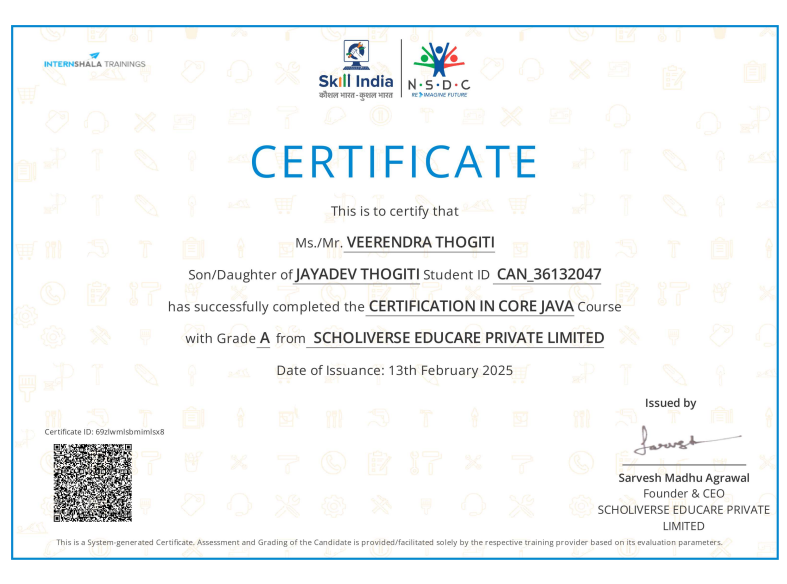 INTERNSHALA TRAININGS
Skill India
कौशल भारत-कुशल भारत
N·S·D·C
RE IMAGINE FUTURE
CERTIFICATE
This is to certify that
Ms./Mr. VEERENDRA THOGITI
Son/Daughter of JAYADEV THOGITI Student ID CAN_36132047
has successfully completed the CERTIFICATION IN CORE JAVA Course
with Grade A from SCHOLIVERSE EDUCARE PRIVATE LIMITED
Date of Issuance: 13th February 2025
Issued by
Sarvesh
Certificate ID: 69zlwmlsbmimlsx8
Sarvesh Madhu Agrawal
Founder & CEO
SCHOLIVERSE EDUCARE PRIVATE
LIMITED
This is a System-generated Certificate. Assessment and Grading of the Candidate is provided/facilitated solely by the respective training provider based on its evaluation parameters.